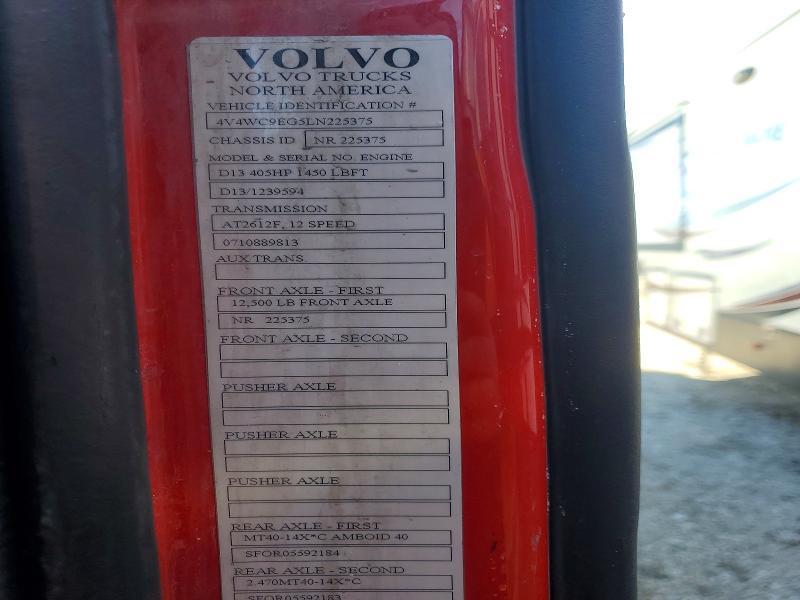 VOLVO
VOLVO TRUCKS
NORTH AMERICA
VEHICLE IDENTIFICATION #
4V4WC9EG5LN225375
CHASSIS ID NR 225375
MODEL & SERIAL NO. ENGINE
D13 405HP 1450 LBFT
D13/1239594
TRANSMISSION
AT2612F, 12 SPEED
0710889813
AUX TRANS.
FRONT AXLE - FIRST
12,500 LB FRONT AXLE
NR 225375
FRONT AXLE - SECOND
PUSHER AXLE
PUSHER AXLE
PUSHER AXLE
REAR AXLE - FIRST
MT40-14X*C AMBOID 40
SFOR05592184
REAR AXLE - SECOND
2.470MT40-14X*C
SFOR05592183